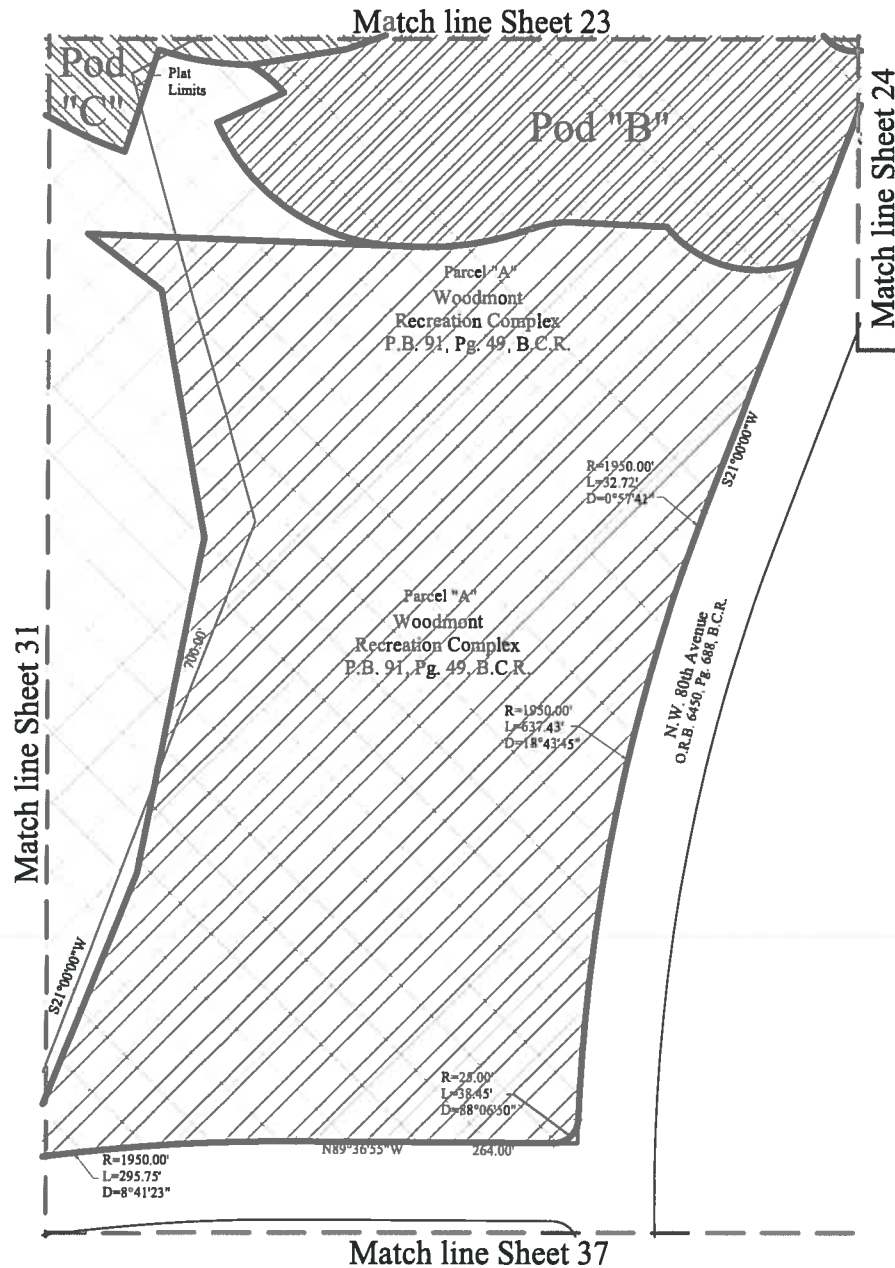 Match line Sheet 23
Pod
"C"
Plat
Limits
Pod "B"
Match line Sheet 24
Parcel "A"
Woodmont
Recreation Complex
P.B. 91, Pg. 49, B.C.R.
R=1950.00'
L=32.72'
D=0°57'41"
S21°00'00"W
Parcel "A"
Woodmont
Recreation Complex
P.B. 91, Pg. 49, B.C.R.
700.00'
N.W. 80th Avenue
O.R.B. 6450, Pg. 688, B.C.R.
R=1950.00'
L=637.43'
D=18°43'45"
Match line Sheet 31
S21°00'00"W
R=25.00'
L=38.45'
D=88°06'50"
N89°36'55"W 264.00'
R=1950.00'
L=295.75'
D=8°41'23"
Match line Sheet 37